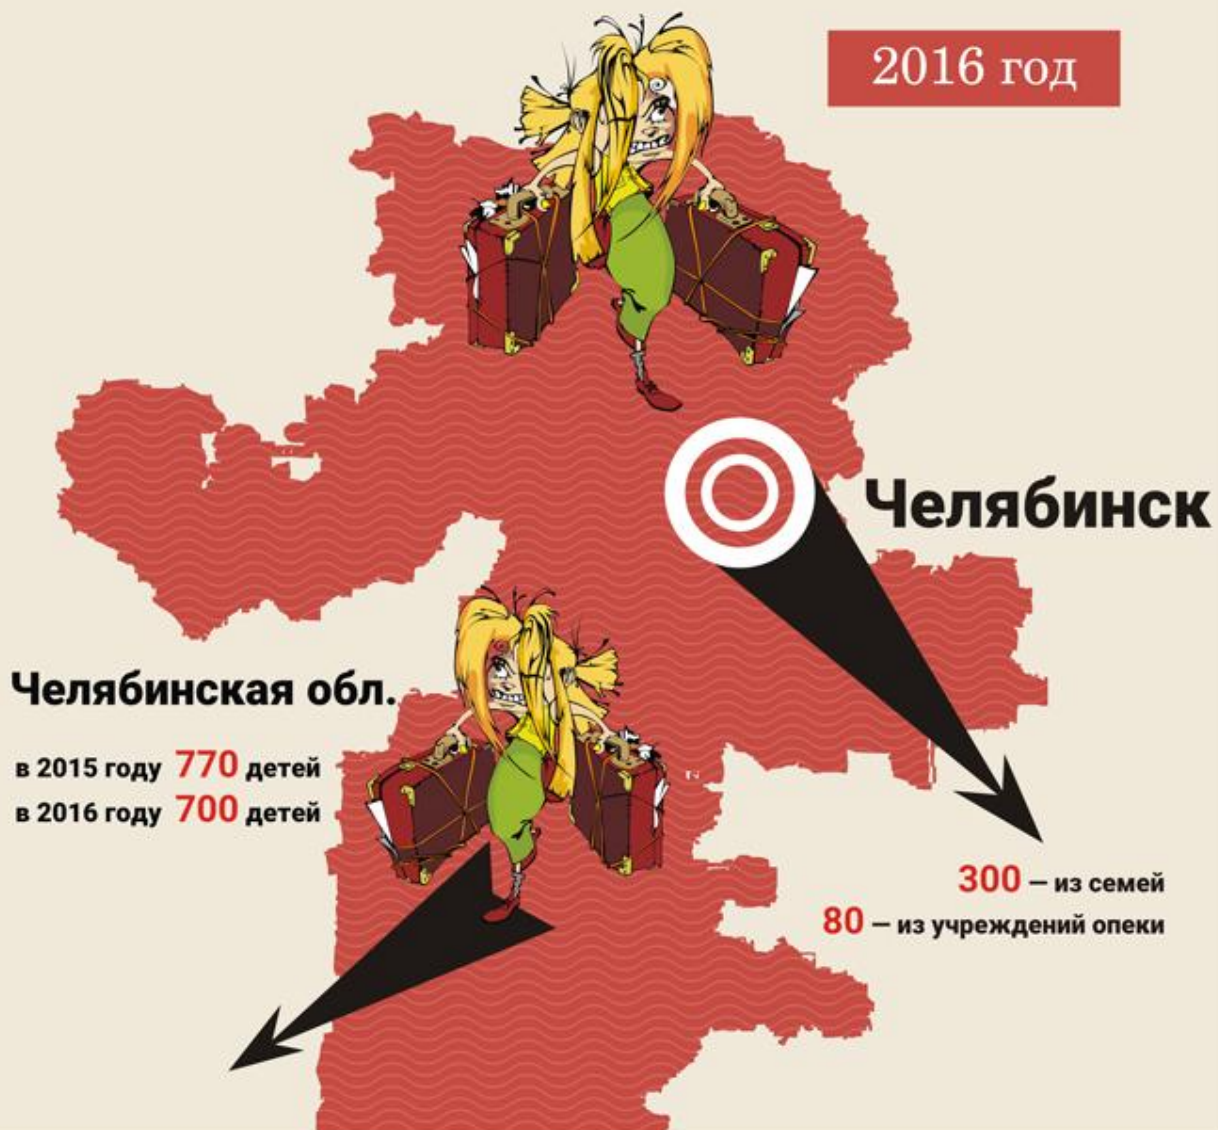 2016 год
Челябинск
Челябинская обл.
в 2015 году 770 детей
в 2016 году 700 детей
300 – из семей
80 – из учреждений опеки